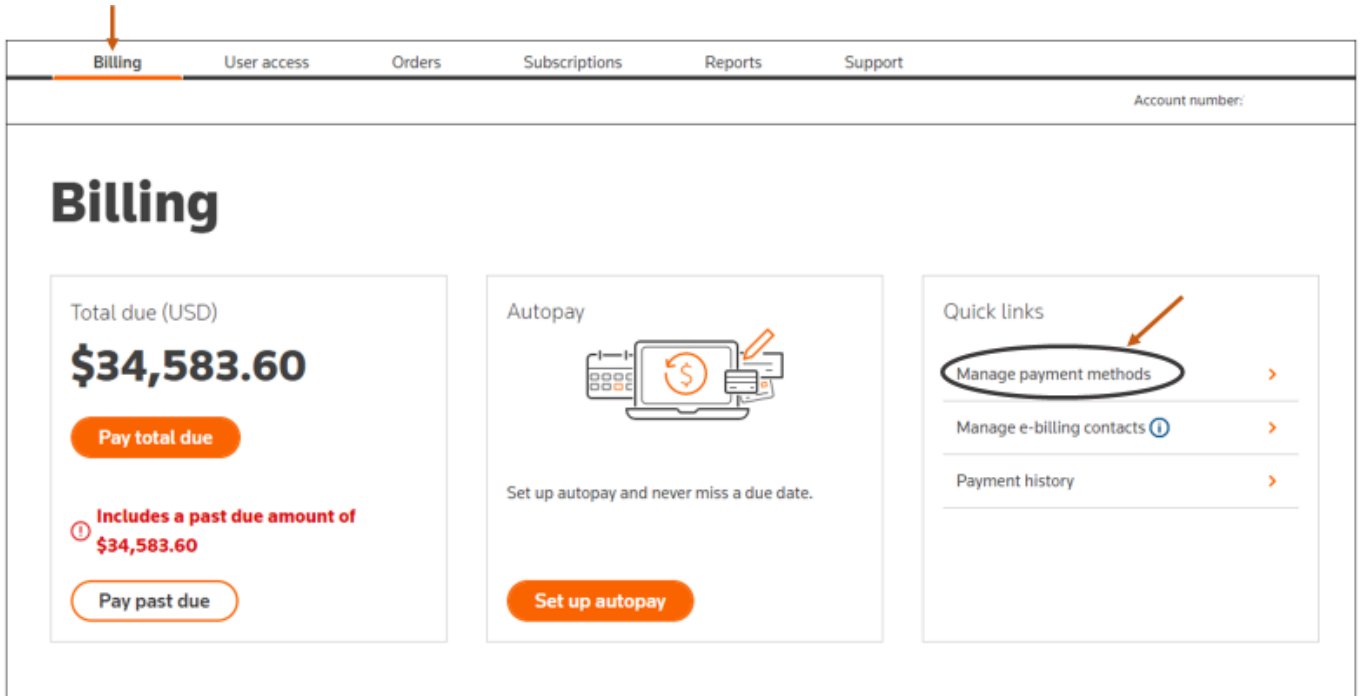 Billing User access Orders Subscriptions Reports Support
Account number:
Billing
Total due (USD)
$34,583.60
Pay total due
Includes a past due amount of
$34,583.60
Pay past due
Autopay
Set up autopay and never miss a due date.
Set up autopay
Quick links
Manage payment methods
Manage e-billing contacts
Payment history